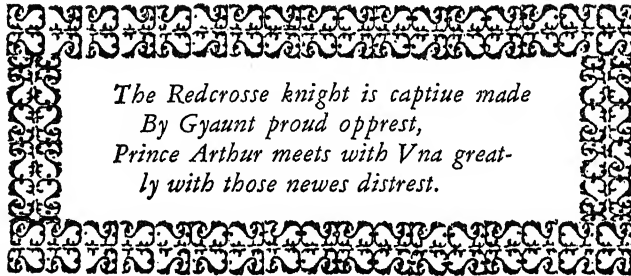 The Redcrosse knight is captiue made
By Gyaunt proud opprest,
Prince Arthur meets with Vna great-
ly with those newes distrest.